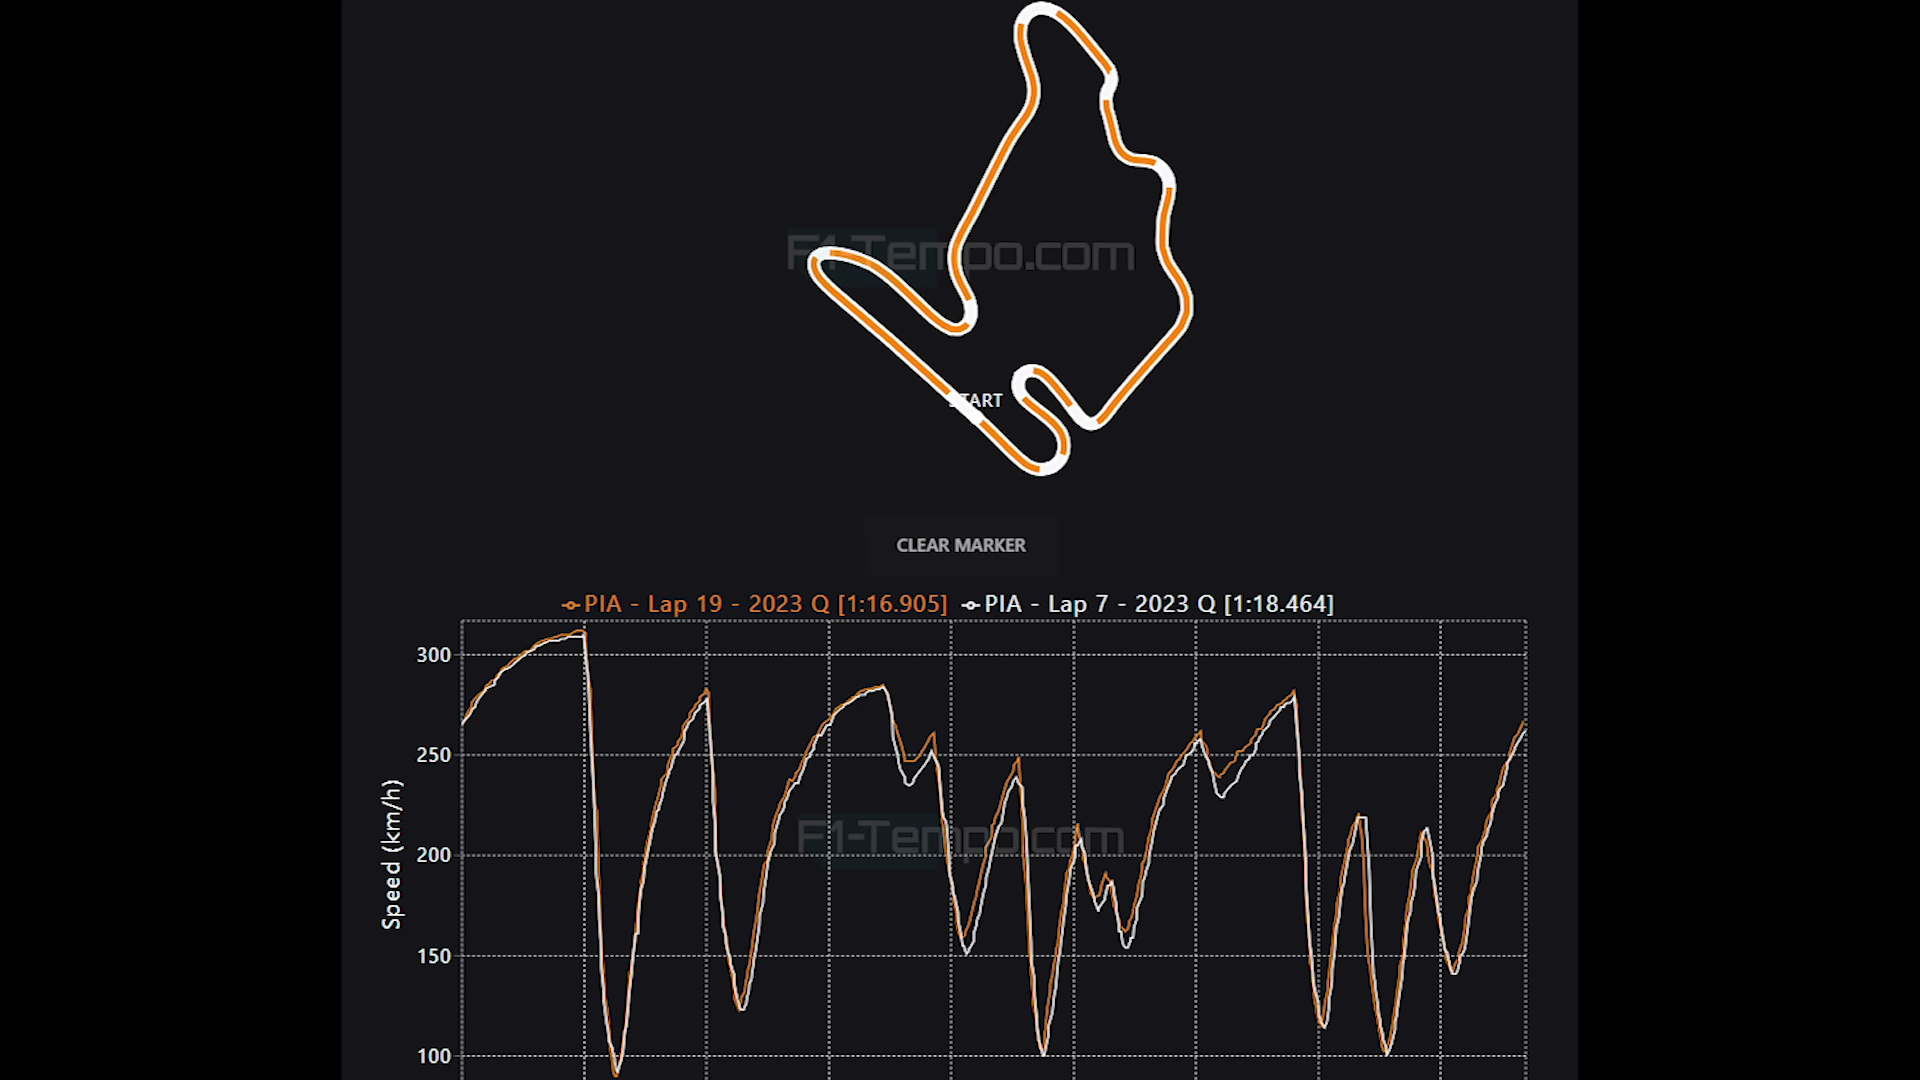 F1-Tempo.com
START
CLEAR MARKER
PIA - Lap 19 - 2023 Q [1:16.905] PIA - Lap 7 - 2023 Q [1:18.464]
300
250
F1-Tempo.com
200
Speed (km/h)
150
100